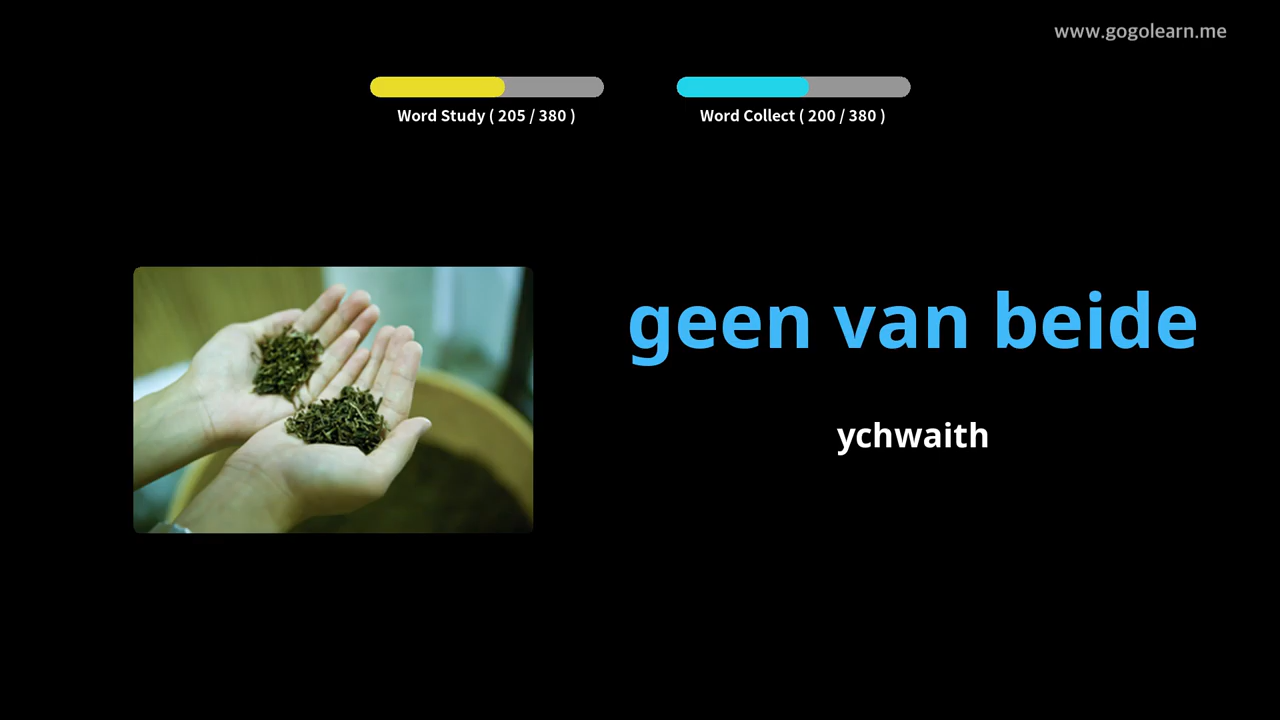 www.gogolearn.me
Word Study ( 205 / 380 )
Word Collect ( 200 / 380 )
geen van beide
ychwaith